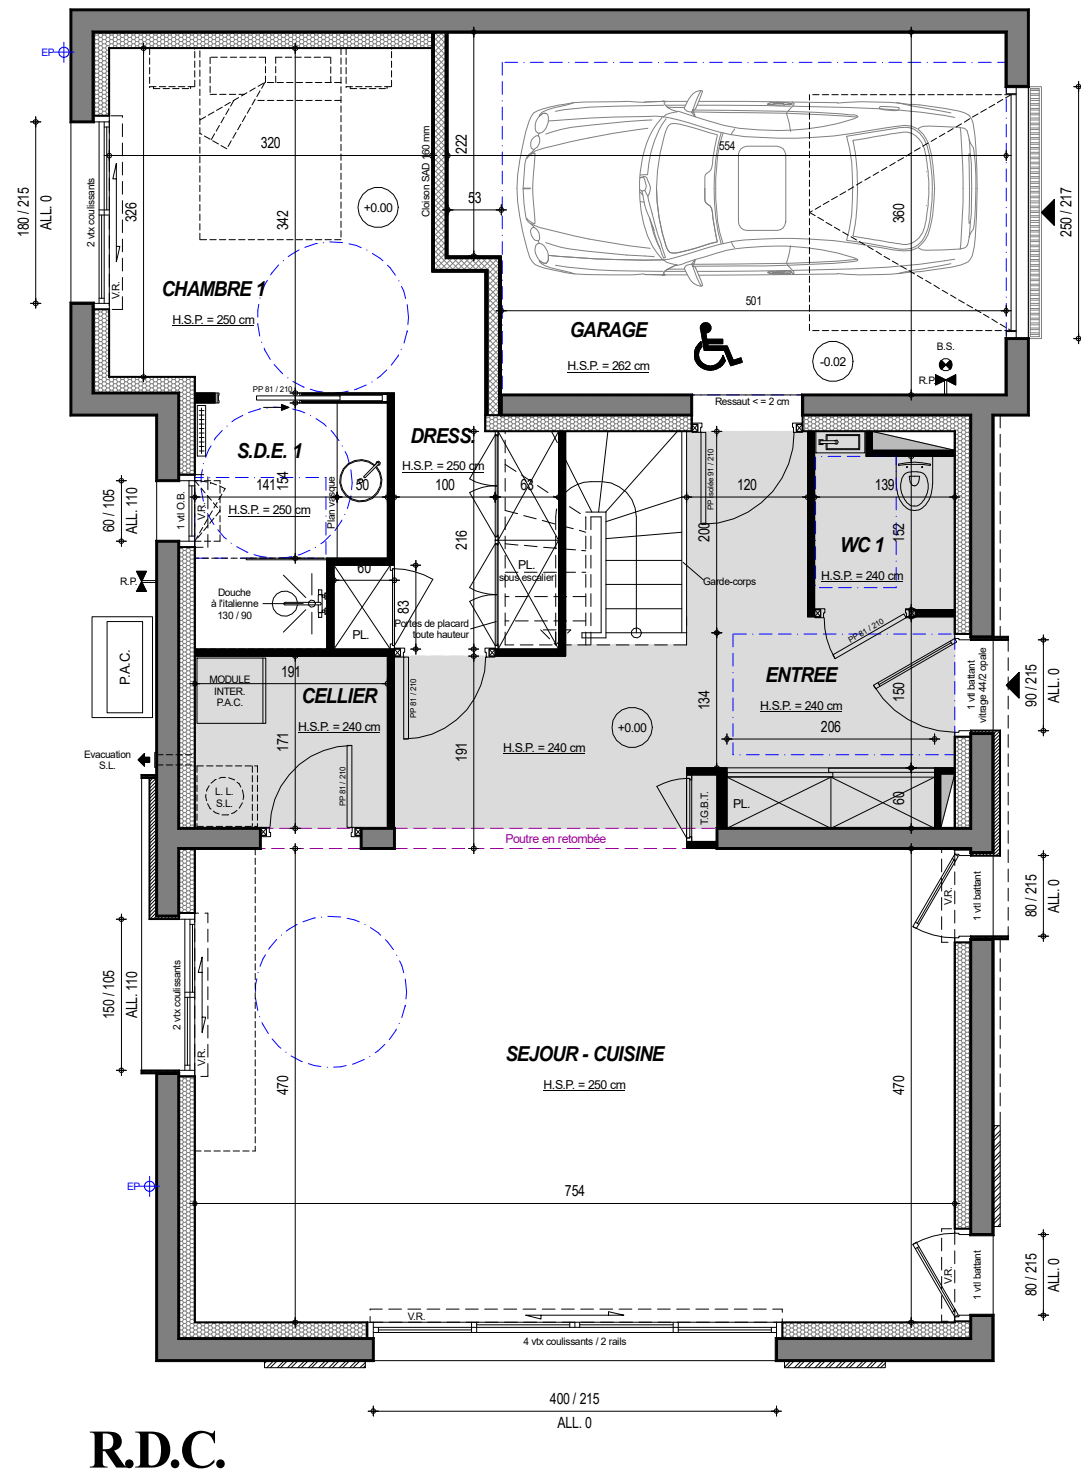 EP
320
326
342
180 / 215
ALL. 0
2 vtx coulissants
V.R.
+0.00
Cloison SAD 160 mm
CHAMBRE 1
H.S.P. = 250 cm
222
53
554
360
501
GARAGE
H.S.P. = 262 cm
-0.02
B.S.
R.P.
250 / 217
Ressaut < = 2 cm
PP 81 / 210
S.D.E. 1
141
154
50
H.S.P. = 250 cm
Plan vasque
60 / 105
ALL. 110
1 vtl O.B.
V.R.
R.P.
DRESS.
H.S.P. = 250 cm
100
63
216
PL.
sous escalier
Portes de placard
toute hauteur
60
83
PL.
Douche
à l'italienne
130 / 90
PP isolée 91 / 210
120
200
Garde-corps
139
152
WC 1
H.S.P. = 240 cm
PP 81 / 210
P.A.C.
MODULE
INTER.
P.A.C.
191
CELLIER
H.S.P. = 240 cm
171
Evacuation
S.L.
L. L.
S.L.
PP 81 / 210
PP 81 / 210
191
H.S.P. = 240 cm
+0.00
134
ENTREE
H.S.P. = 240 cm
150
206
1 vtl battant
vitrage 44/2 opale
90 / 215
ALL. 0
T.G.B.T.
PL.
60
Poutre en retombée
V.R.
1 vtl battant
80 / 215
ALL. 0
150 / 105
ALL. 110
2 vtx coulissants
V.R.
SEJOUR - CUISINE
H.S.P. = 250 cm
470
470
EP
754
V.R.
1 vtl battant
80 / 215
ALL. 0
V.R.
4 vtx coulissants / 2 rails
400 / 215
ALL. 0
R.D.C.